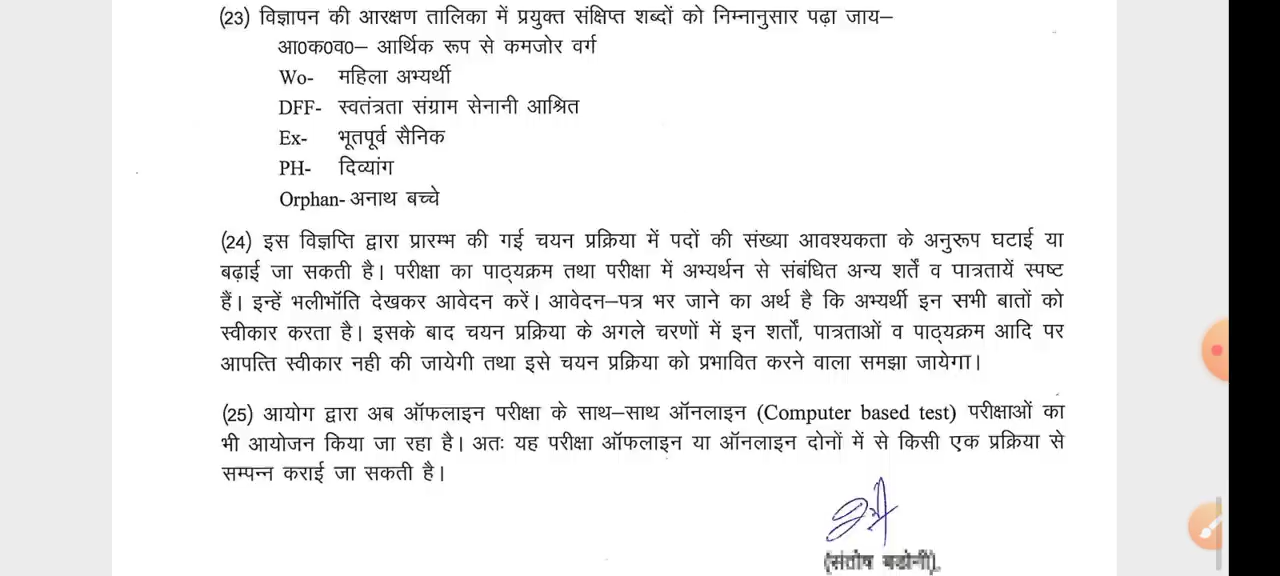 (23) विज्ञापन की आरक्षण तालिका में प्रयुक्त संक्षिप्त शब्दों को निम्नानुसार पढ़ा जाय–
आ0क0व0– आर्थिक रूप से कमजोर वर्ग
Wo- महिला अभ्यर्थी
DFF- स्वतंत्रता संग्राम सेनानी आश्रित
Ex- भूतपूर्व सैनिक
PH- दिव्यांग
Orphan- अनाथ बच्चे
(24) इस विज्ञप्ति द्वारा प्रारम्भ की गई चयन प्रक्रिया में पदों की संख्या आवश्यकता के अनुरूप घटाई या
बढ़ाई जा सकती है। परीक्षा का पाठ्यक्रम तथा परीक्षा में अभ्यर्थन से संबंधित अन्य शर्तें व पात्रतायें स्पष्ट
हैं। इन्हें भलीभाँति देखकर आवेदन करें। आवेदन–पत्र भर जाने का अर्थ है कि अभ्यर्थी इन सभी बातों को
स्वीकार करता है। इसके बाद चयन प्रक्रिया के अगले चरणों में इन शर्तो, पात्रताओं व पाठ्यक्रम आदि पर
आपत्ति स्वीकार नही की जायेगी तथा इसे चयन प्रक्रिया को प्रभावित करने वाला समझा जायेगा।
(25) आयोग द्वारा अब ऑफलाइन परीक्षा के साथ–साथ ऑनलाइन (Computer based test) परीक्षाओं का
भी आयोजन किया जा रहा है। अतः यह परीक्षा ऑफलाइन या ऑनलाइन दोनों में से किसी एक प्रक्रिया से
सम्पन्न कराई जा सकती है।
(संतोष बडोनी),